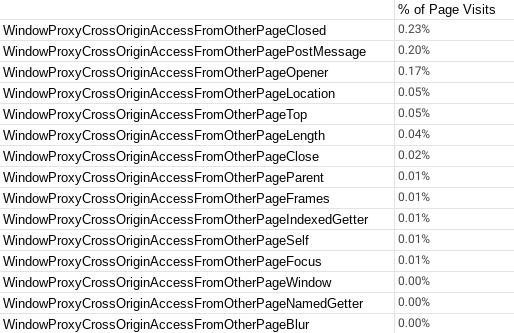 % of Page Visits
WindowProxyCrossOriginAccessFromOtherPageClosed 0.23%
WindowProxyCrossOriginAccessFromOtherPagePostMessage 0.20%
WindowProxyCrossOriginAccessFromOtherPageOpener 0.17%
WindowProxyCrossOriginAccessFromOtherPageLocation 0.05%
WindowProxyCrossOriginAccessFromOtherPageTop 0.05%
WindowProxyCrossOriginAccessFromOtherPageLength 0.04%
WindowProxyCrossOriginAccessFromOtherPageClose 0.02%
WindowProxyCrossOriginAccessFromOtherPageParent 0.01%
WindowProxyCrossOriginAccessFromOtherPageFrames 0.01%
WindowProxyCrossOriginAccessFromOtherPageIndexedGetter 0.01%
WindowProxyCrossOriginAccessFromOtherPageSelf 0.01%
WindowProxyCrossOriginAccessFromOtherPageFocus 0.01%
WindowProxyCrossOriginAccessFromOtherPageWindow 0.00%
WindowProxyCrossOriginAccessFromOtherPageNamedGetter 0.00%
WindowProxyCrossOriginAccessFromOtherPageBlur 0.00%